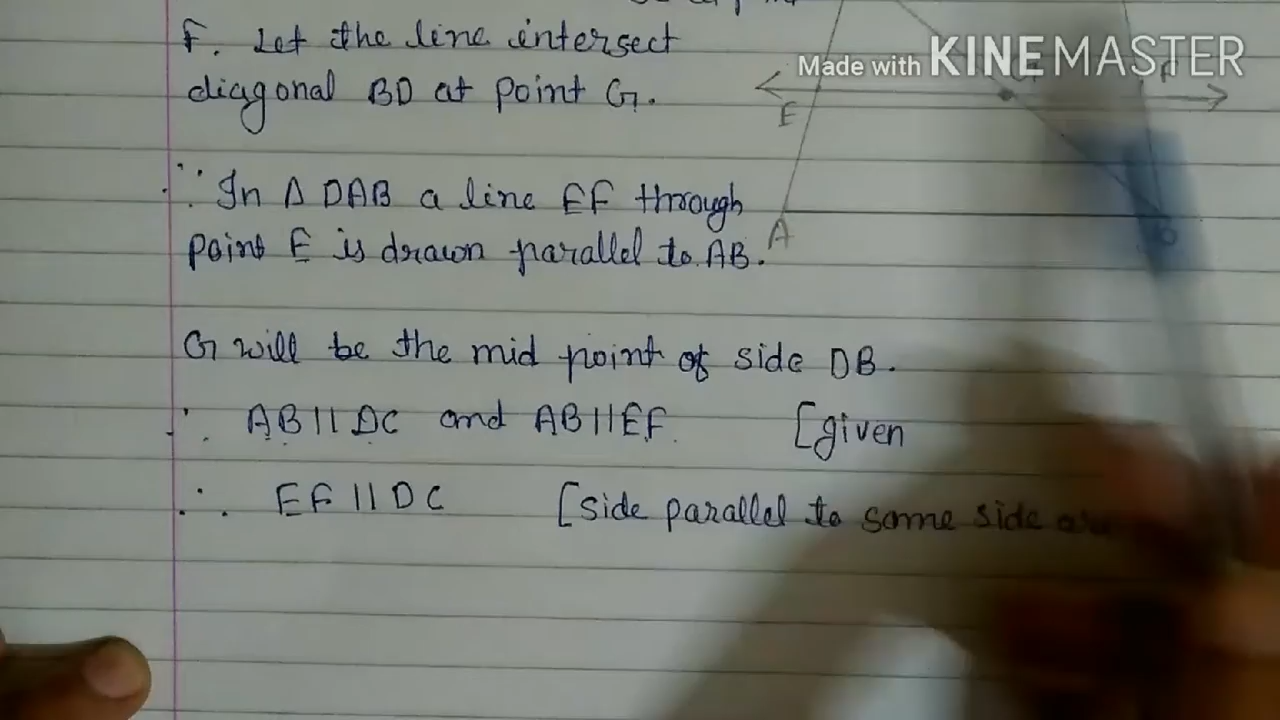 F. Let the line intersect
diagonal BD at point G.
Made with KINEMASTER
E
F
∵ In Δ DAB a line EF through
point E is drawn parallel to AB.
A
G will be the mid point of side DB.
∵ AB || DC and AB || EF. [given
∴ EF || DC [side parallel to same side